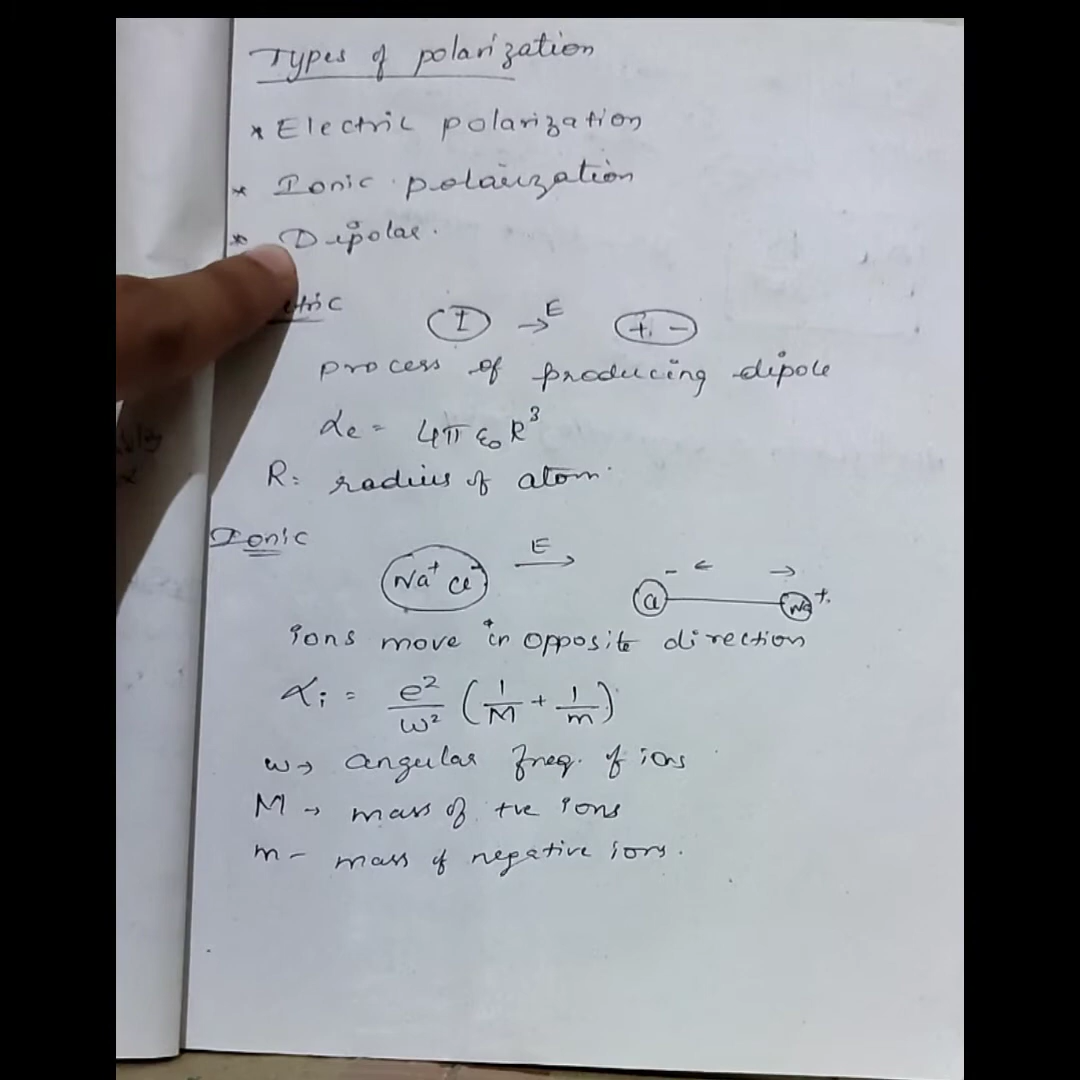 Types of polarization
* Electric polarization
* Ionic polarization
* Dipolar.
etric
I → E + -
process of producing dipole
αe = 4π ε₀ R³
R: radius of atom.
Ionic
Na⁺ Cl⁻ E → Cl - ← → Na +
ions move in opposite direction
αi = e²/ω² (1/M + 1/m)
ω → angular freq. of ions
M → mass of +ve ions
m - mass of negative ions.